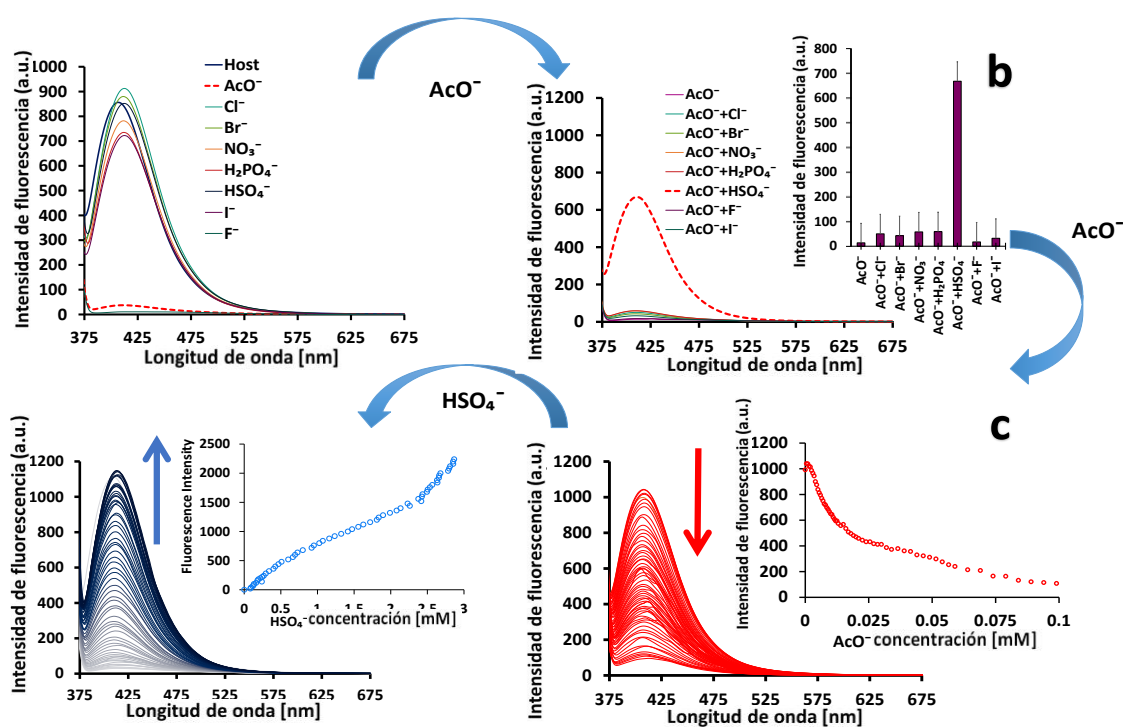 Intensidad de fluorescencia (a.u.)
1000
900
800
700
600
500
400
300
200
100
0
375 425 475 525 575 625 675
Longitud de onda [nm]
Host
AcO⁻
Cl⁻
Br⁻
NO₃⁻
H₂PO₄⁻
HSO₄⁻
I⁻
F⁻
AcO⁻
Intensidad de fluorescencia (a.u.)
1200
1000
800
600
400
200
0
375 425 475 525 575 625 675
Longitud de onda [nm]
AcO⁻
AcO⁻+Cl⁻
AcO⁻+Br⁻
AcO⁻+NO₃⁻
AcO⁻+H₂PO₄⁻
AcO⁻+HSO₄⁻
AcO⁻+F⁻
AcO⁻+I⁻
b
Intensidad de fluorescencia (a.u.)
800
700
600
500
400
300
200
100
0
AcO⁻
AcO⁻+Cl⁻
AcO⁻+Br⁻
AcO⁻+NO₃⁻
AcO⁻+H₂PO₄⁻
AcO⁻+HSO₄⁻
AcO⁻+F⁻
AcO⁻+I⁻
AcO⁻
HSO₄⁻
Intensidad de fluorescencia (a.u.)
1200
1000
800
600
400
200
0
375 425 475 525 575 625 675
Longitud de onda [nm]
Fluorescence Intensity
2500
2000
1500
1000
500
0
0 0.5 1 1.5 2 2.5 3
HSO₄⁻concentración [mM]
Intensidad de fluorescencia (a.u.)
1200
1000
800
600
400
200
0
375 425 475 525 575 625 675
Longitud de onda [nm]
c
Intensidad de fluorescencia (a.u.)
1200
1000
800
600
400
200
0
0 0.025 0.05 0.075 0.1
AcO⁻ concentración [mM]